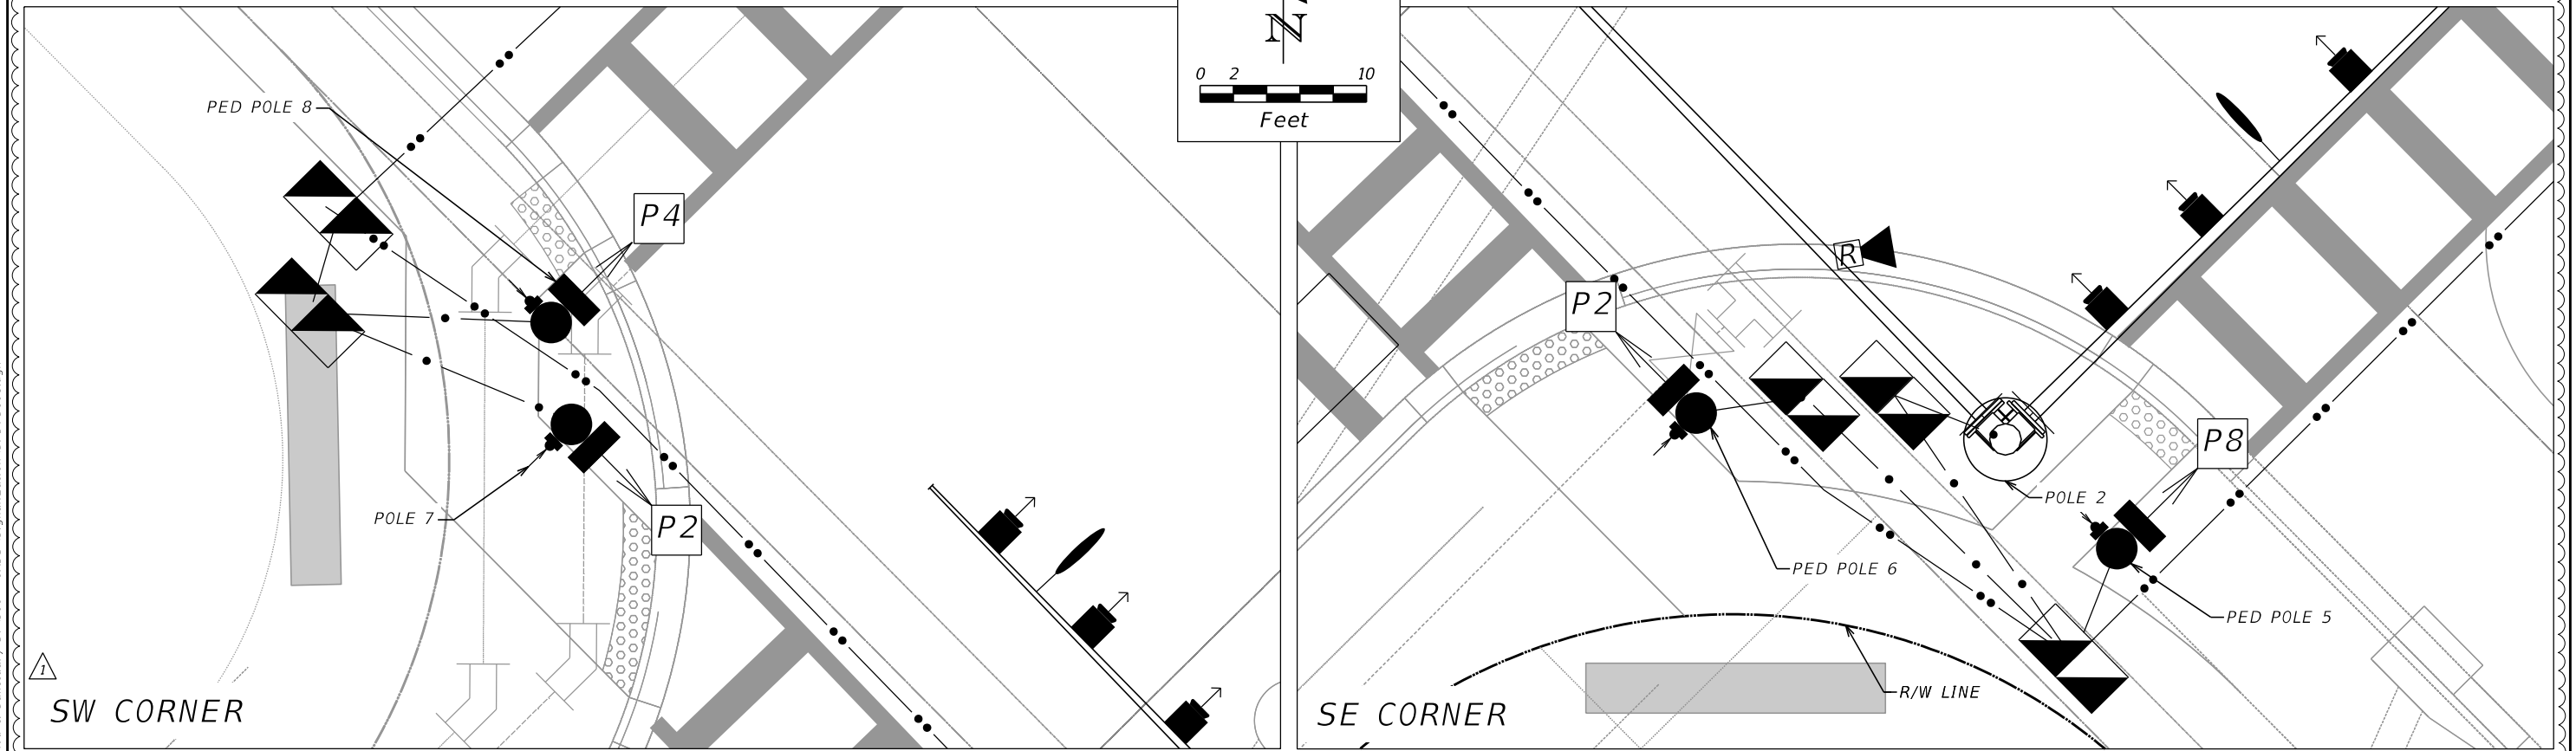 PED POLE 8
P4
POLE 7
P2
1
SW CORNER
N
0 2 10
Feet
R
P2
P8
POLE 2
PED POLE 6
PED POLE 5
R/W LINE
SE CORNER